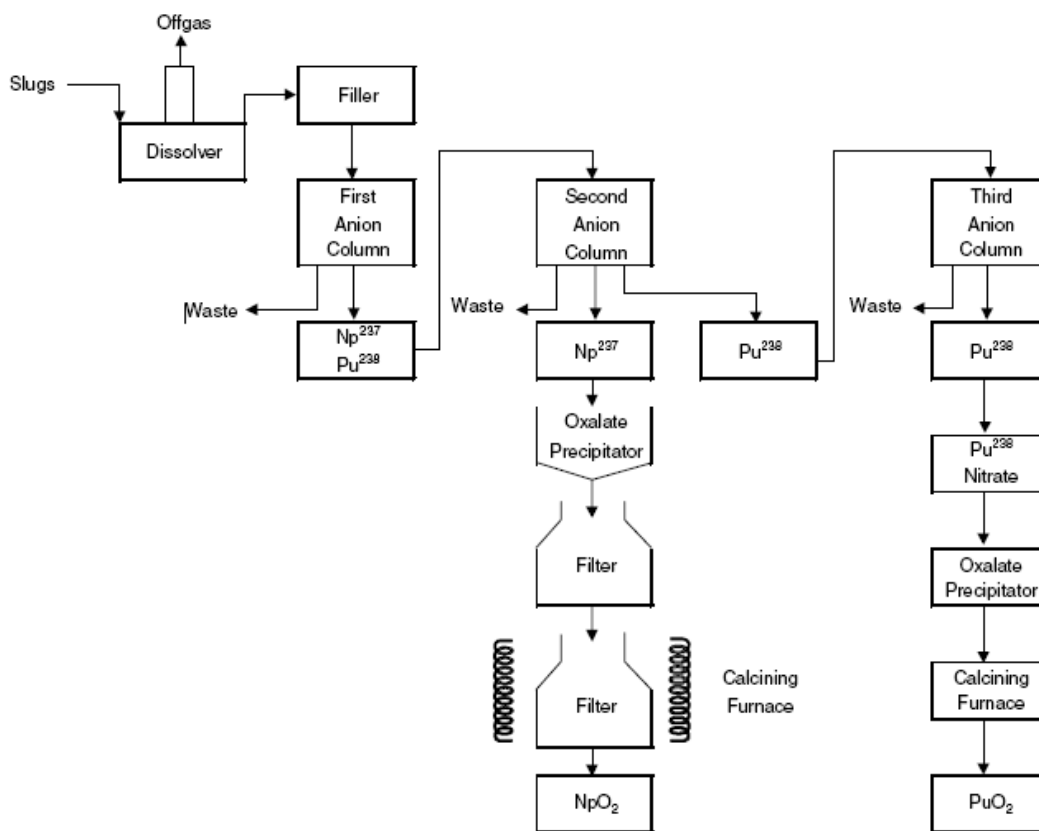 Offgas
Slugs
Dissolver
Filler
First
Anion
Column
Waste
Np²³⁷
Pu²³⁸
Second
Anion
Column
Waste
Np²³⁷
Pu²³⁸
Oxalate
Precipitator
Filter
Filter
Calcining
Furnace
NpO₂
Third
Anion
Column
Waste
Pu²³⁸
Pu²³⁸
Nitrate
Oxalate
Precipitator
Calcining
Furnace
PuO₂